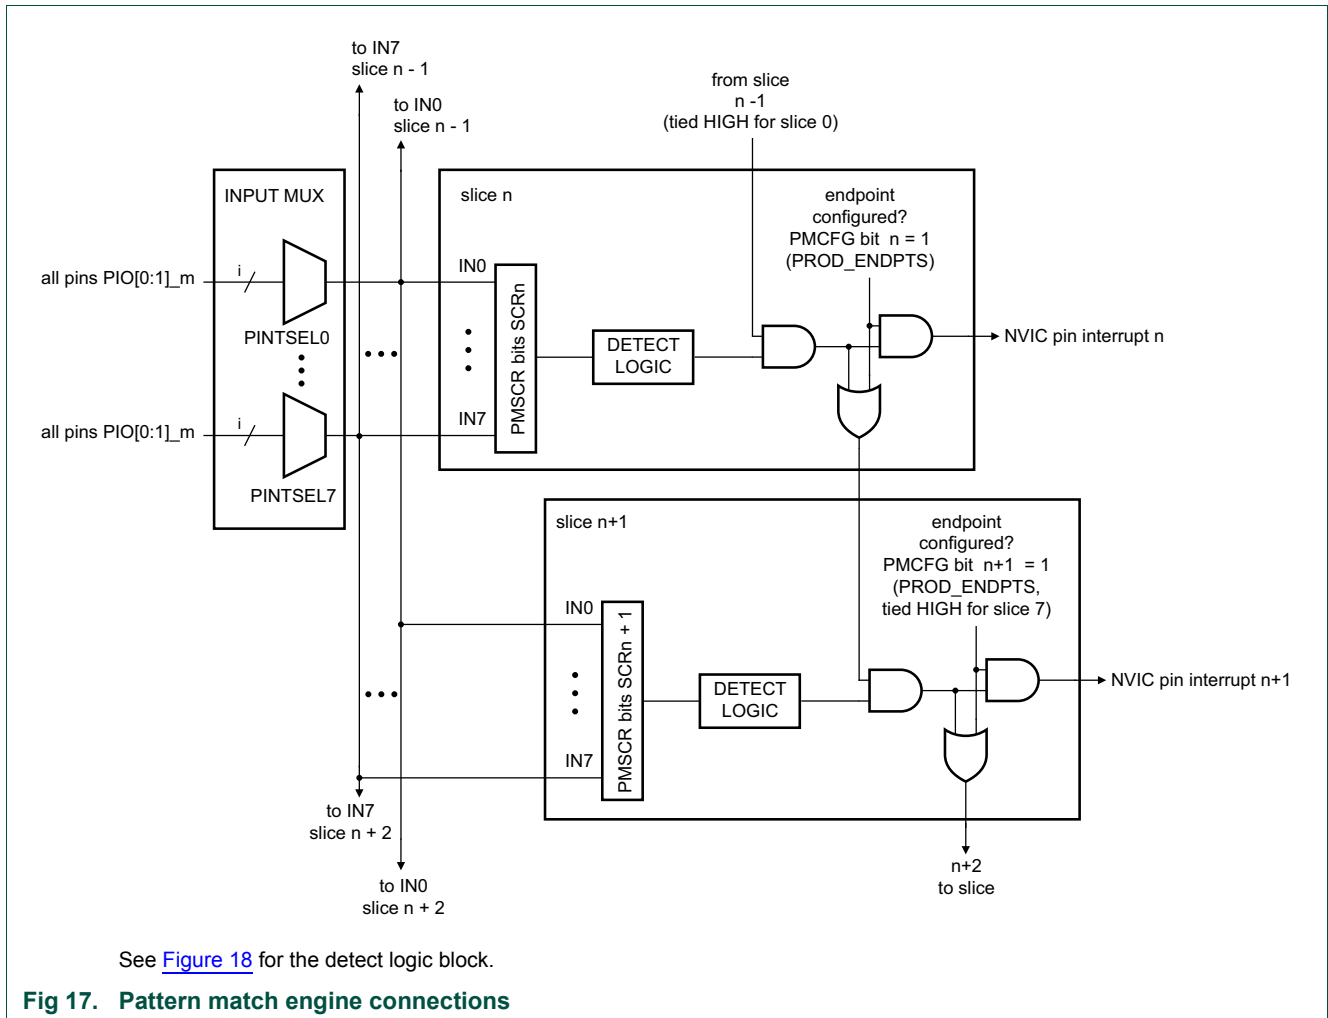 to IN7
slice n - 1
to IN0
slice n - 1
from slice
n -1
(tied HIGH for slice 0)
INPUT MUX
all pins PIO[0:1]_m
i
PINTSEL0
all pins PIO[0:1]_m
i
PINTSEL7
slice n
IN0
IN7
PMSCR bits SCRn
DETECT
LOGIC
endpoint
configured?
PMCFG bit n = 1
(PROD_ENDPTS)
NVIC pin interrupt n
slice n+1
IN0
IN7
PMSCR bits SCRn + 1
DETECT
LOGIC
endpoint
configured?
PMCFG bit n+1 = 1
(PROD_ENDPTS,
tied HIGH for slice 7)
NVIC pin interrupt n+1
to IN7
slice n + 2
to IN0
slice n + 2
n+2
to slice
See Figure 18 for the detect logic block.
Fig 17. Pattern match engine connections